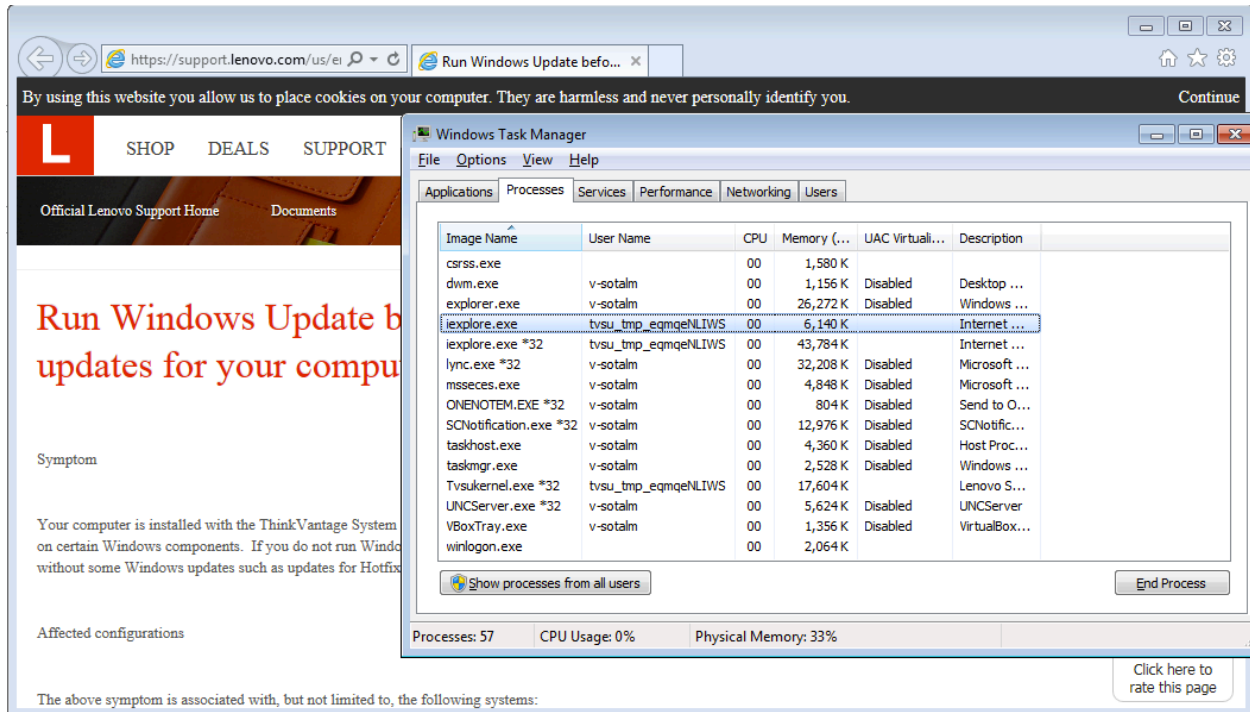 https://support.lenovo.com/us/ei
Run Windows Update befo...
By using this website you allow us to place cookies on your computer. They are harmless and never personally identify you.
Continue
L
SHOP DEALS SUPPORT
Official Lenovo Support Home Documents
Run Windows Update b
updates for your compu
Symptom
Your computer is installed with the ThinkVantage System
on certain Windows components. If you do not run Windo
without some Windows updates such as updates for Hotfix
Affected configurations
The above symptom is associated with, but not limited to, the following systems:
Windows Task Manager
File Options View Help
Applications Processes Services Performance Networking Users
Image Name User Name CPU Memory (... UAC Virtuali... Description
csrss.exe 00 1,580 K
dwm.exe v-sotalm 00 1,156 K Disabled Desktop ...
explorer.exe v-sotalm 00 26,272 K Disabled Windows ...
iexplore.exe tvsu_tmp_eqmqeNLIWS 00 6,140 K Internet ...
iexplore.exe *32 tvsu_tmp_eqmqeNLIWS 00 43,784 K Internet ...
lync.exe *32 v-sotalm 00 32,208 K Disabled Microsoft ...
msseces.exe v-sotalm 00 4,848 K Disabled Microsoft ...
ONENOTEM.EXE *32 v-sotalm 00 804 K Disabled Send to O...
SCNotification.exe *32 v-sotalm 00 12,976 K Disabled SCNotific...
taskhost.exe v-sotalm 00 4,360 K Disabled Host Proc...
taskmgr.exe v-sotalm 00 2,528 K Disabled Windows ...
Tvsukernel.exe *32 tvsu_tmp_eqmqeNLIWS 00 17,604 K Lenovo S...
UNCServer.exe *32 v-sotalm 00 5,624 K Disabled UNCServer
VBoxTray.exe v-sotalm 00 1,356 K Disabled VirtualBox...
winlogon.exe 00 2,064 K
Show processes from all users
End Process
Processes: 57 CPU Usage: 0% Physical Memory: 33%
Click here to
rate this page